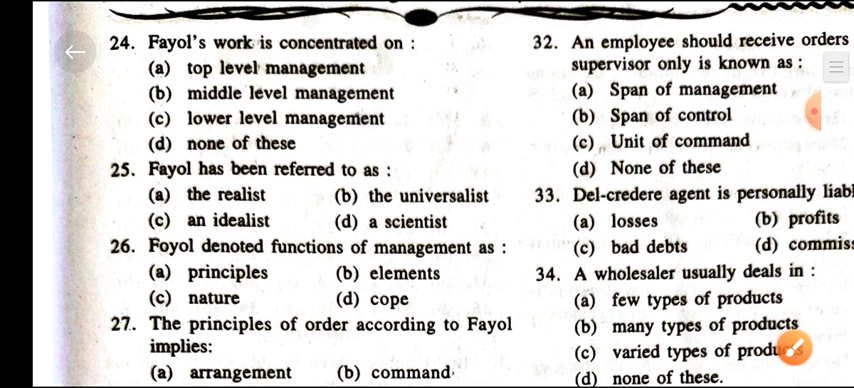 24. Fayol's work is concentrated on :
(a) top level management
(b) middle level management
(c) lower level management
(d) none of these
25. Fayol has been referred to as :
(a) the realist (b) the universalist
(c) an idealist (d) a scientist
26. Foyol denoted functions of management as :
(a) principles (b) elements
(c) nature (d) cope
27. The principles of order according to Fayol
implies:
(a) arrangement (b) command
32. An employee should receive orders
supervisor only is known as :
(a) Span of management
(b) Span of control
(c) Unit of command
(d) None of these
33. Del-credere agent is personally liabl
(a) losses (b) profits
(c) bad debts (d) commiss
34. A wholesaler usually deals in :
(a) few types of products
(b) many types of products
(c) varied types of produ
(d) none of these.